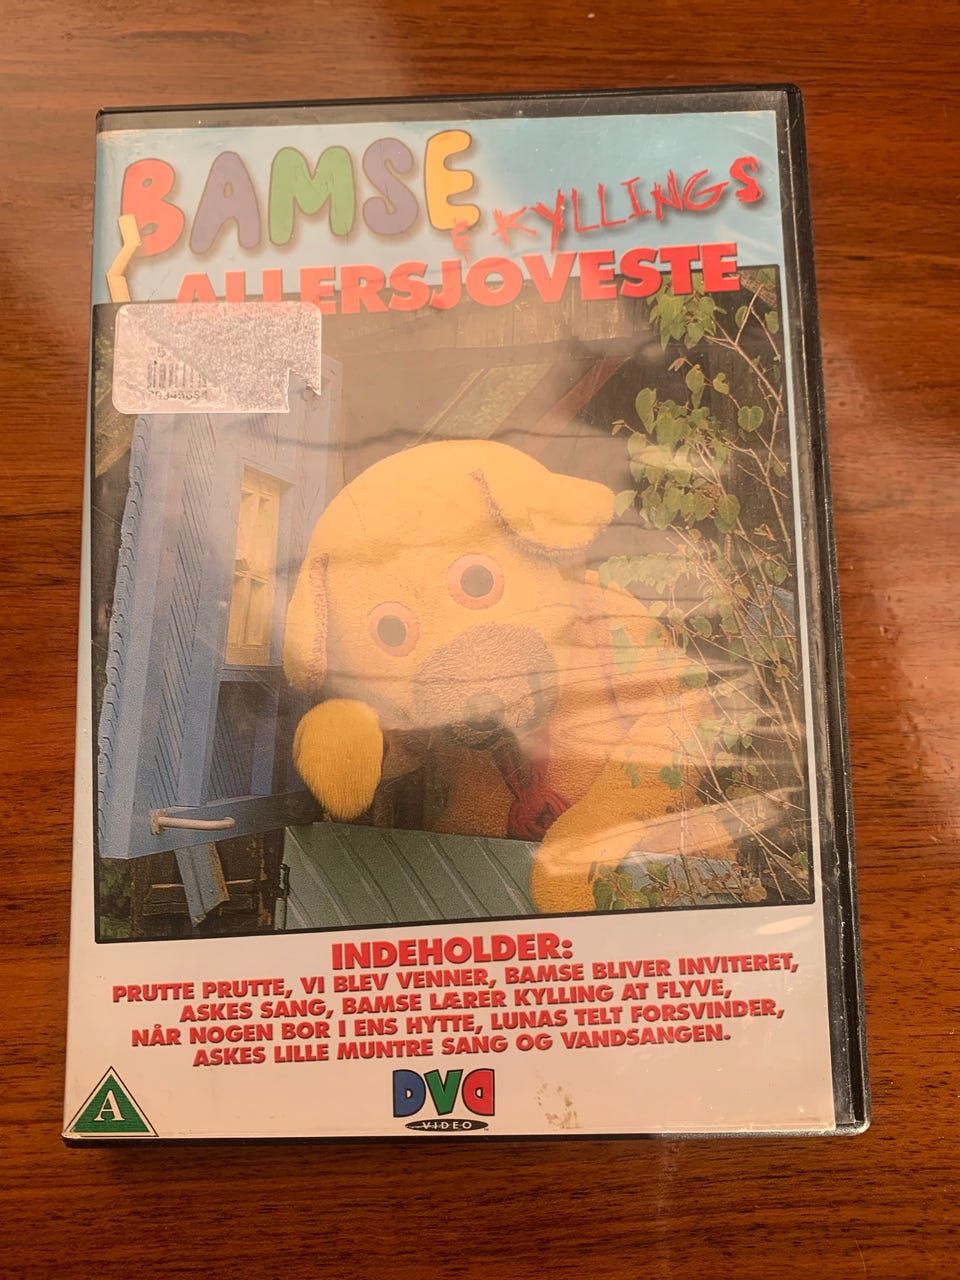 BAMSE
& KYLLINGS
ALLERSJOVESTE
INDEHOLDER:
PRUTTE PRUTTE, VI BLEV VENNER, BAMSE BLIVER INVITERET,
ASKES SANG, BAMSE LÆRER KYLLING AT FLYVE,
NÅR NOGEN BOR I ENS HYTTE, LUNAS TELT FORSVINDER,
ASKES LILLE MUNTRE SANG OG VANDSANGEN.
A
DVD
VIDEO